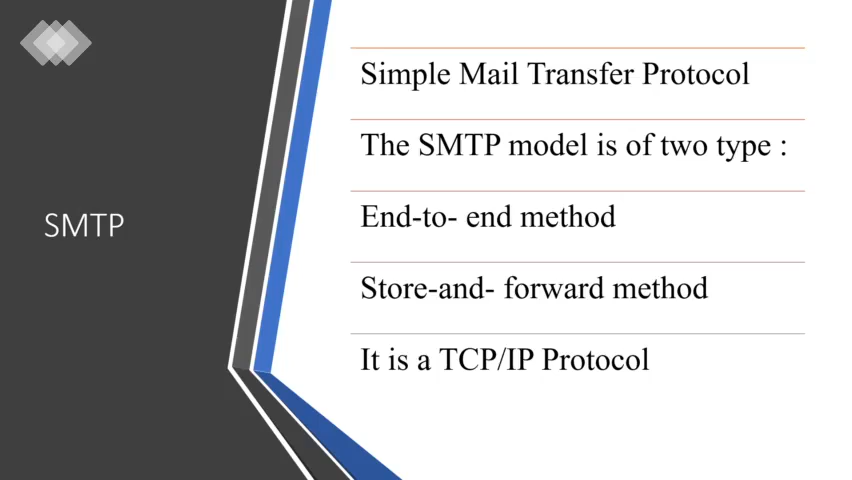 SMTP
Simple Mail Transfer Protocol
The SMTP model is of two type :
End-to- end method
Store-and- forward method
It is a TCP/IP Protocol